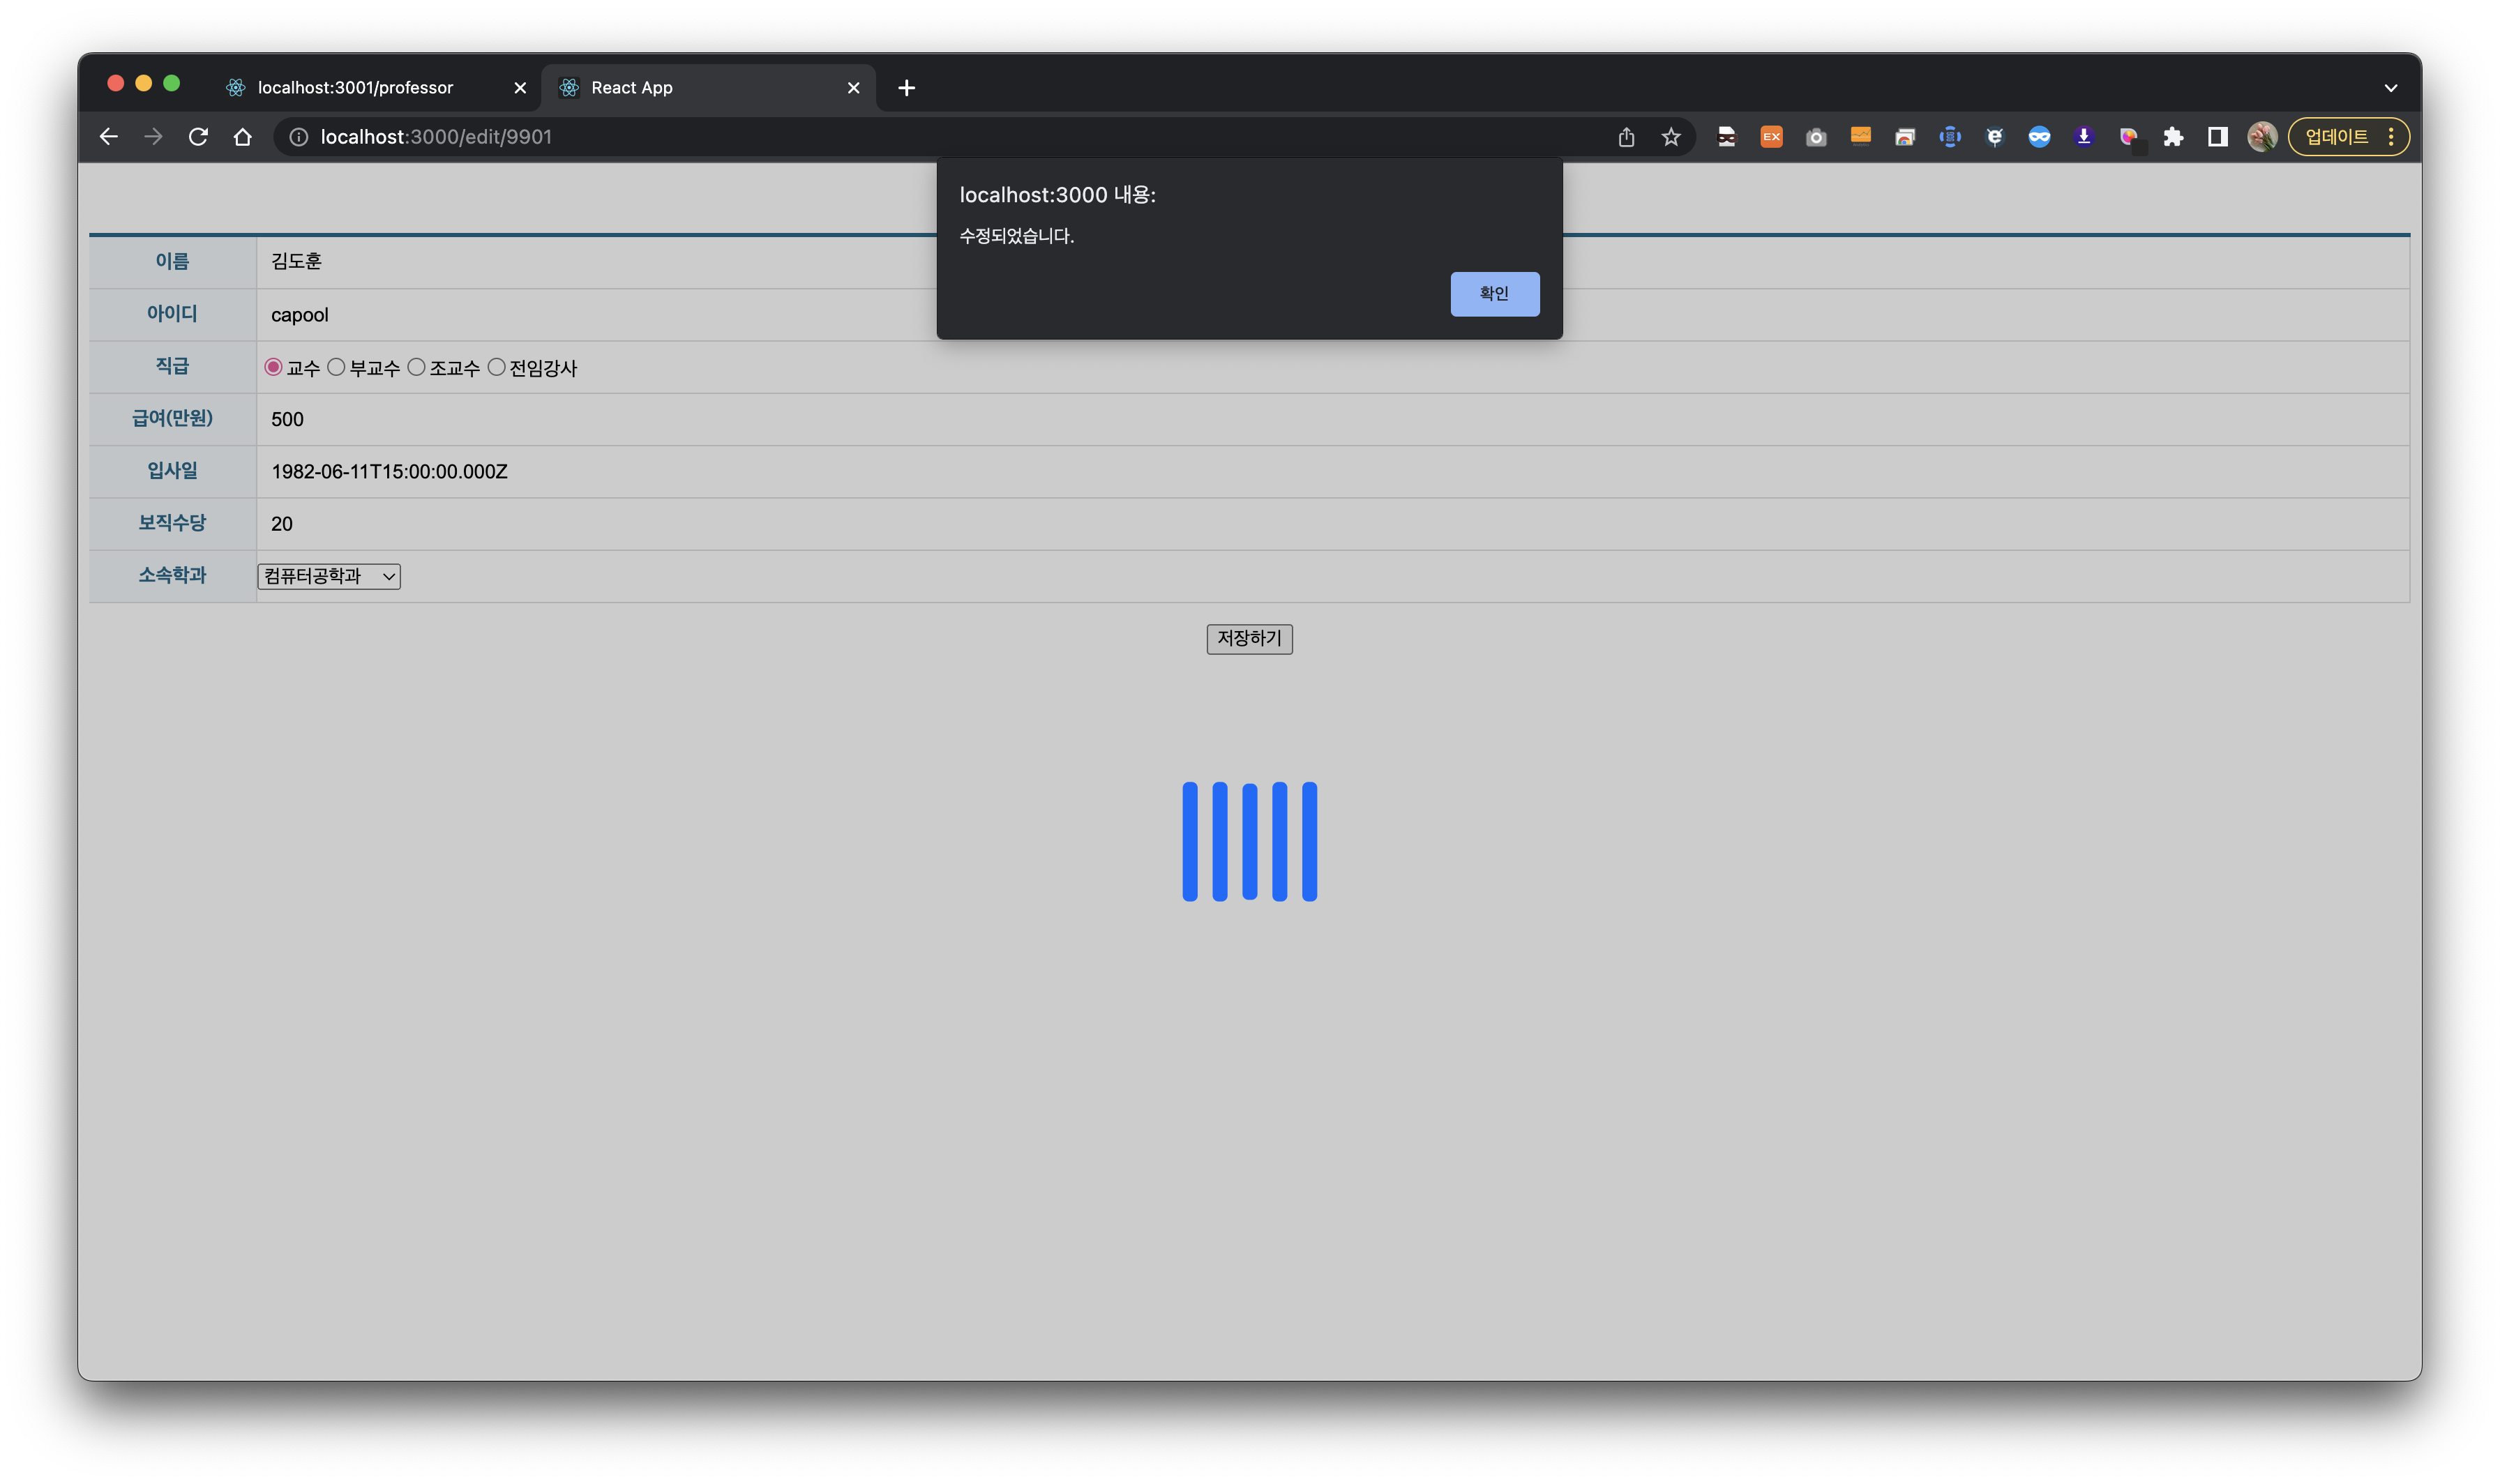 localhost:3001/professor
React App
localhost:3000/edit/9901
EX
업데이트
localhost:3000 내용:
수정되었습니다.
확인
이름 김도훈
아이디 capool
직급 교수 부교수 조교수 전임강사
급여(만원) 500
입사일 1982-06-11T15:00:00.000Z
보직수당 20
소속학과 컴퓨터공학과
저장하기